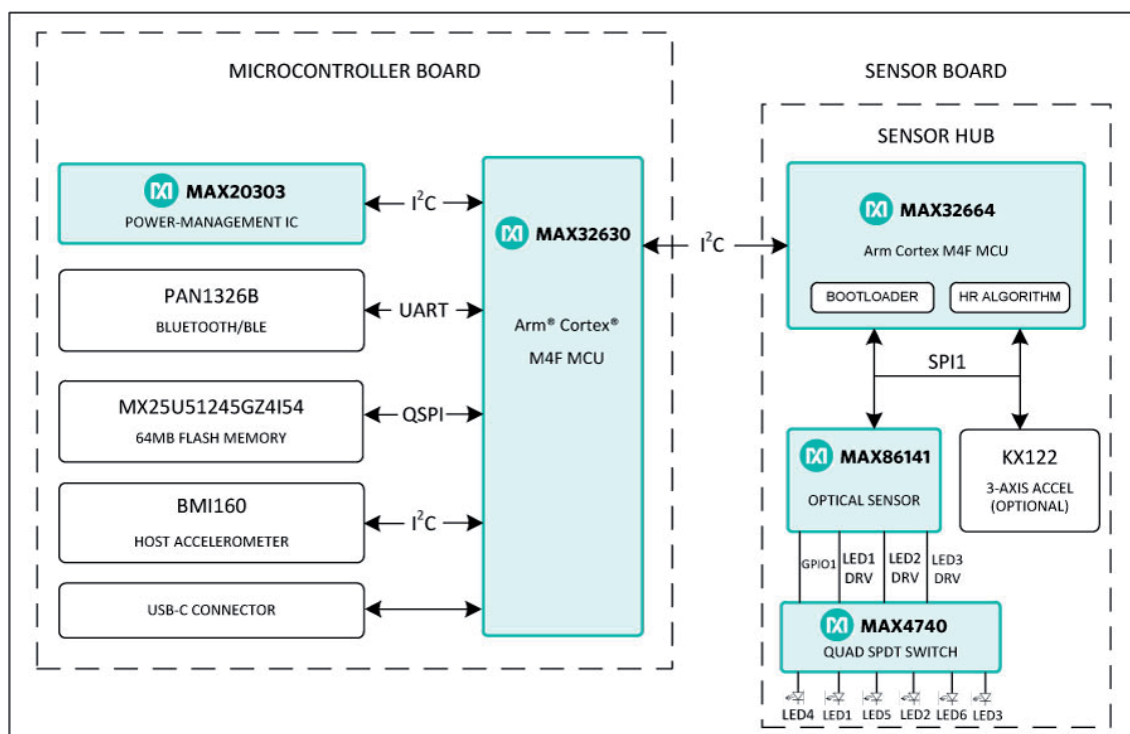 MICROCONTROLLER BOARD
MAX20303
POWER-MANAGEMENT IC
I²C
PAN1326B
BLUETOOTH/BLE
UART
MX25U51245GZ4I54
64MB FLASH MEMORY
QSPI
BMI160
HOST ACCELEROMETER
I²C
USB-C CONNECTOR
MAX32630
Arm® Cortex®
M4F MCU
I²C
SENSOR BOARD
SENSOR HUB
MAX32664
Arm Cortex M4F MCU
BOOTLOADER
HR ALGORITHM
SPI1
MAX86141
OPTICAL SENSOR
KX122
3-AXIS ACCEL
(OPTIONAL)
GPIO1
LED1
DRV
LED2
DRV
LED3
DRV
MAX4740
QUAD SPDT SWITCH
LED4 LED1 LED5 LED2 LED6 LED3